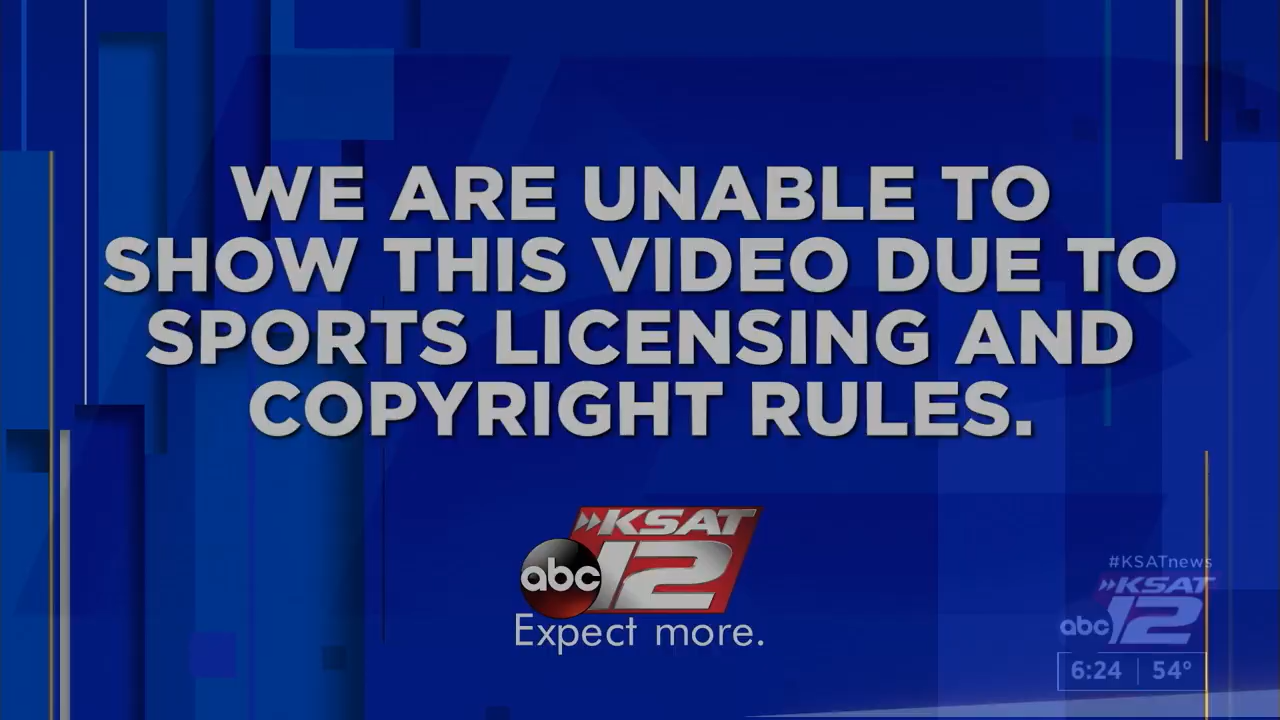 WE ARE UNABLE TO
SHOW THIS VIDEO DUE TO
SPORTS LICENSING AND
COPYRIGHT RULES.
KSAT
abc 12
Expect more.
#KSATnews
KSAT
abc 12
6:24 54°